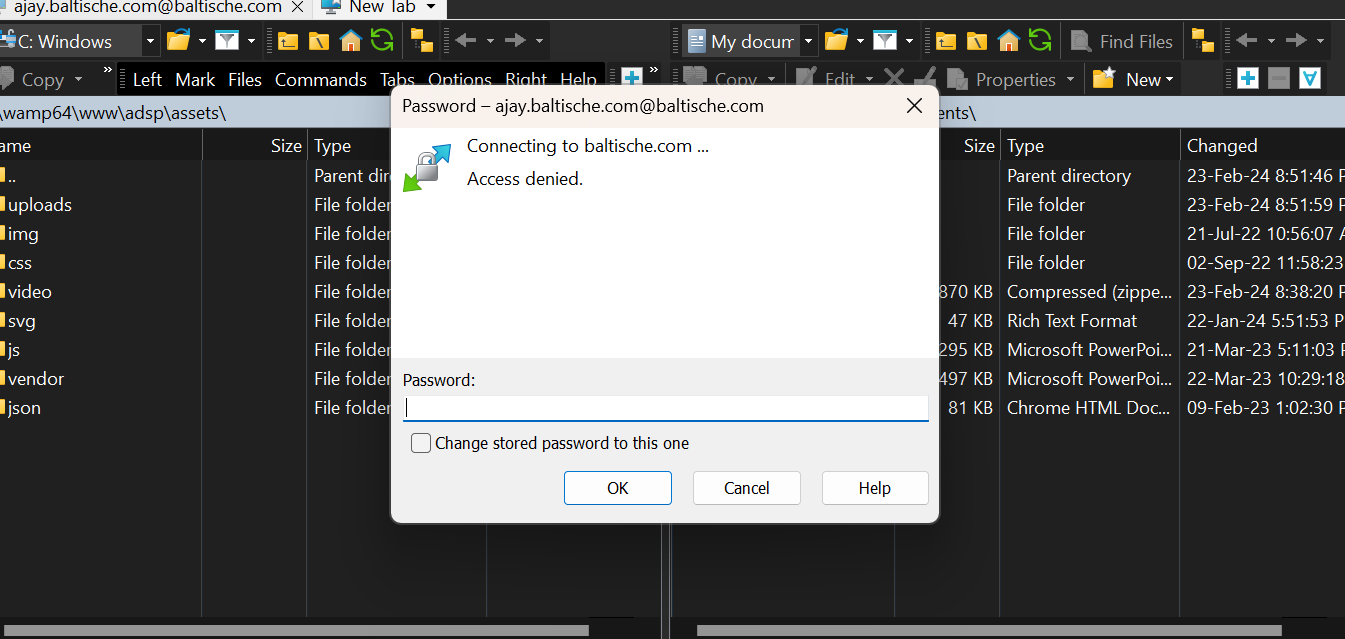 ajay.baltische.com@baltische.com New Tab
C: Windows My docum Find Files
Copy Left Mark Files Commands Tabs Options Right Help Copy Edit Properties New
\wamp64\www\adsp\assets\
ame Size Type
.. Parent dir
uploads File folder
img File folder
css File folder
video File folder
svg File folder
js File folder
vendor File folder
json File folder
Password – ajay.baltische.com@baltische.com
Connecting to baltische.com ...
Access denied.
Password:
Change stored password to this one
OK Cancel Help
ents\
Size Type Changed
Parent directory 23-Feb-24 8:51:46 P
File folder 23-Feb-24 8:51:59 P
File folder 21-Jul-22 10:56:07 A
File folder 02-Sep-22 11:58:23
870 KB Compressed (zippe... 23-Feb-24 8:38:20 P
47 KB Rich Text Format 22-Jan-24 5:51:53 P
295 KB Microsoft PowerPoi... 21-Mar-23 5:11:03 P
497 KB Microsoft PowerPoi... 22-Mar-23 10:29:18
81 KB Chrome HTML Doc... 09-Feb-23 1:02:30 P